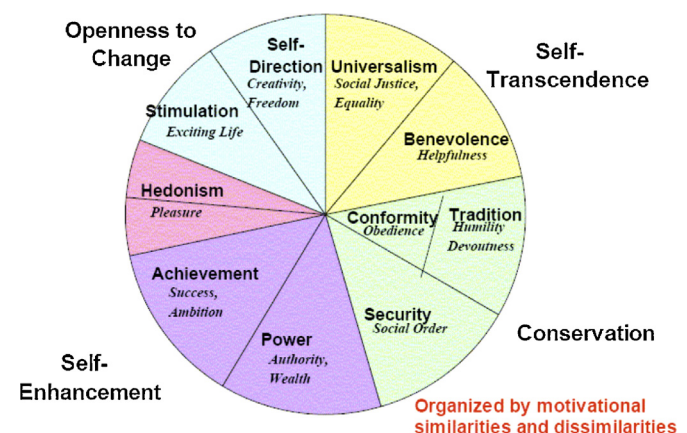 Openness to
Change
Self-
Direction
Creativity,
Freedom
Universalism
Social Justice,
Equality
Self-
Transcendence
Stimulation
Exciting Life
Benevolence
Helpfulness
Hedonism
Pleasure
Conformity
Obedience
Tradition
Humility
Devoutness
Achievement
Success,
Ambition
Security
Social Order
Power
Authority,
Wealth
Conservation
Self-
Enhancement
Organized by motivational
similarities and dissimilarities